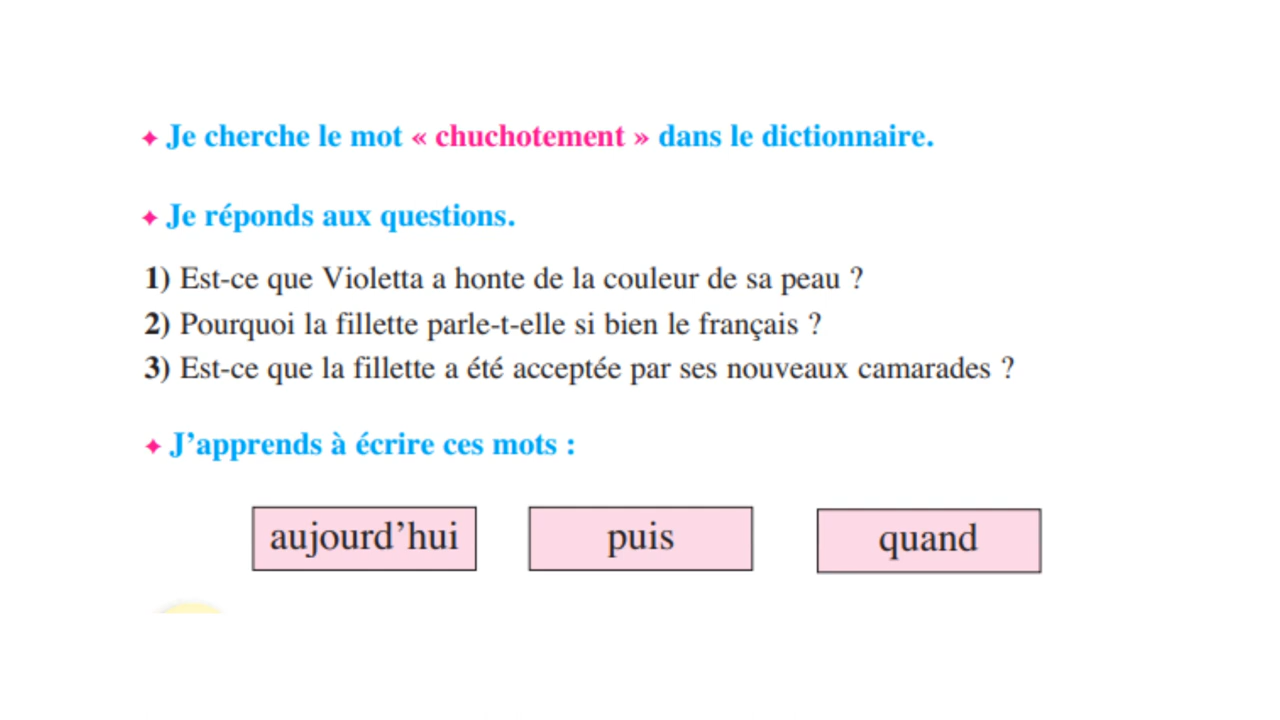 ✦ Je cherche le mot « chuchotement » dans le dictionnaire.
✦ Je réponds aux questions.
1) Est-ce que Violetta a honte de la couleur de sa peau ?
2) Pourquoi la fillette parle-t-elle si bien le français ?
3) Est-ce que la fillette a été acceptée par ses nouveaux camarades ?
✦ J’apprends à écrire ces mots :
aujourd’hui puis quand